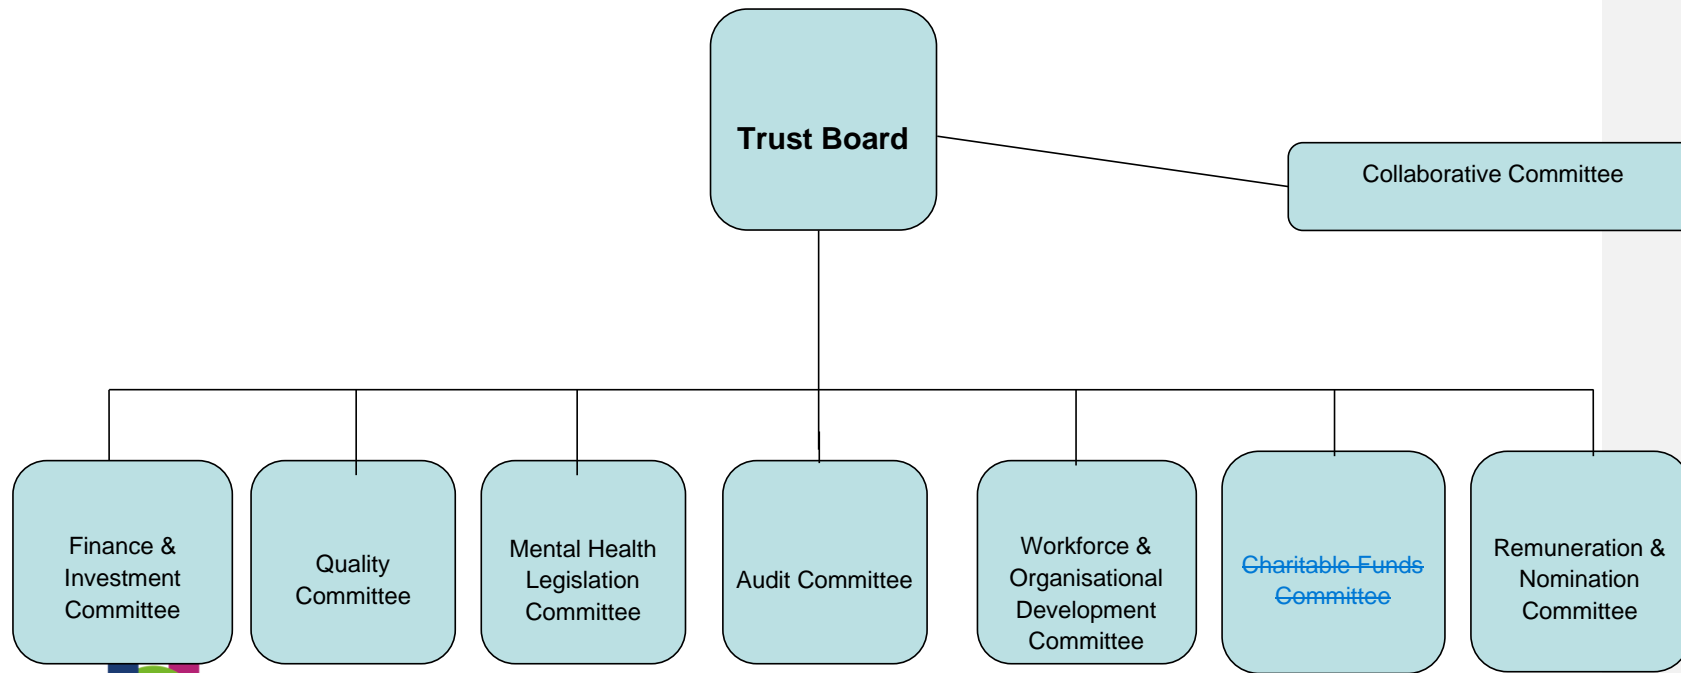 Trust Board
Collaborative Committee
Finance &
Investment
Committee
Quality
Committee
Mental Health
Legislation
Committee
Audit Committee
Workforce &
Organisational
Development
Committee
Charitable Funds
Committee
Remuneration &
Nomination
Committee